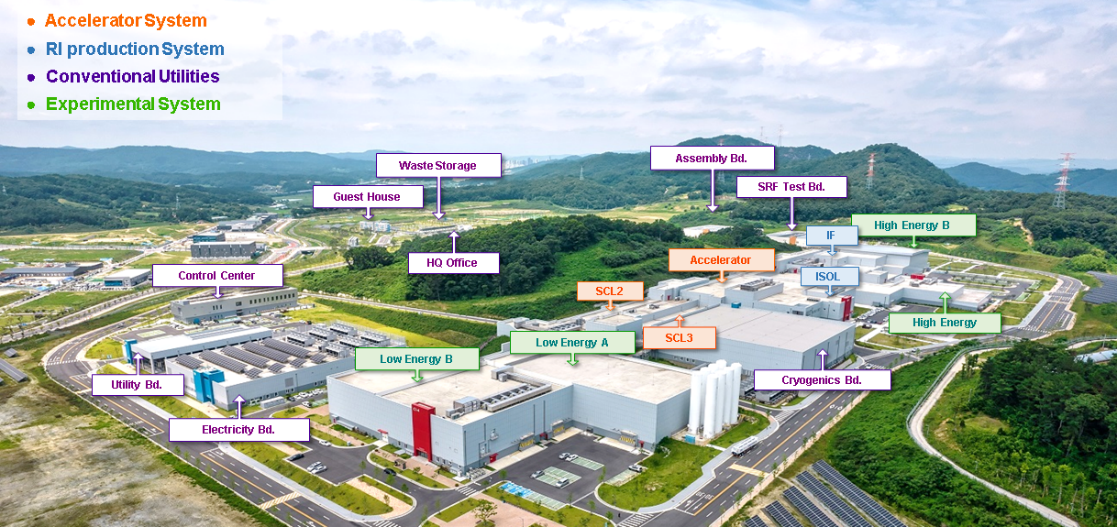 Accelerator System
RI production System
Conventional Utilities
Experimental System
Waste Storage
Assembly Bd.
Guest House
SRF Test Bd.
High Energy B
IF
HQ Office
Accelerator
Control Center
ISOL
SCL2
High Energy
SCL3
Low Energy A
Low Energy B
Utility Bd.
Cryogenics Bd.
Electricity Bd.